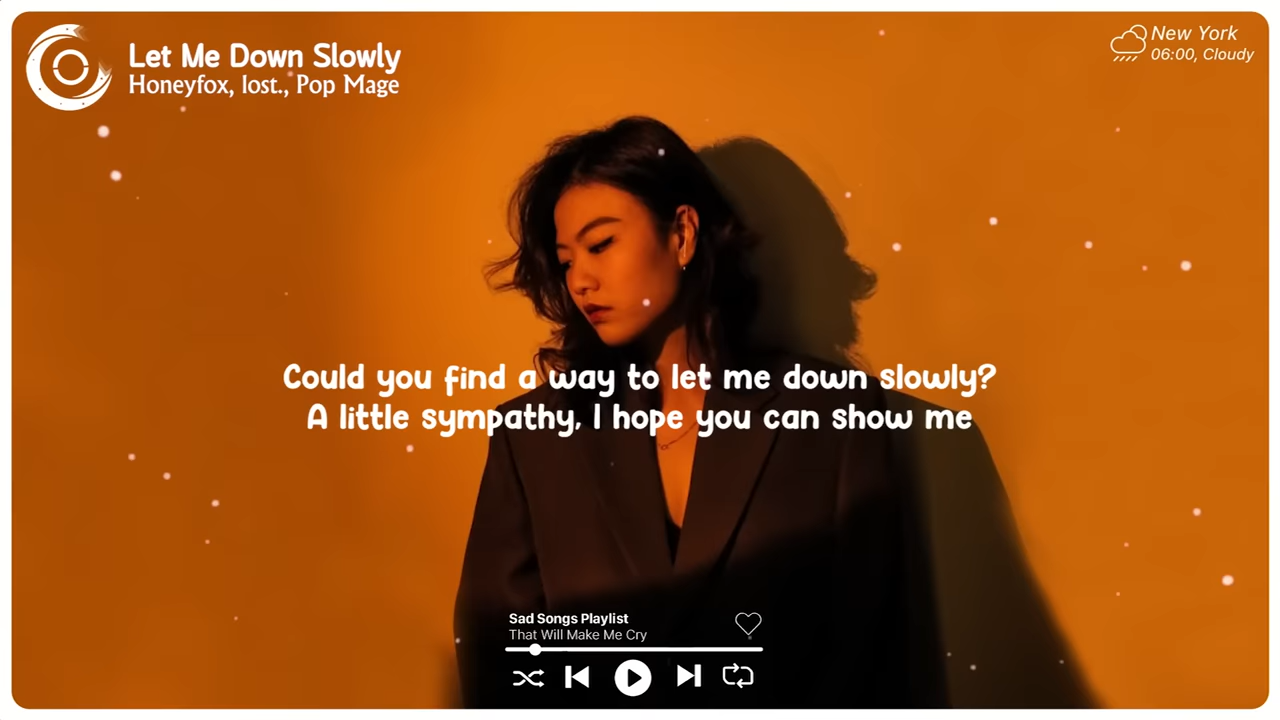 Let Me Down Slowly
Honeyfox, lost., Pop Mage
New York
06:00, Cloudy
Could you find a way to let me down slowly?
A little sympathy, I hope you can show me
Sad Songs Playlist
That Will Make Me Cry